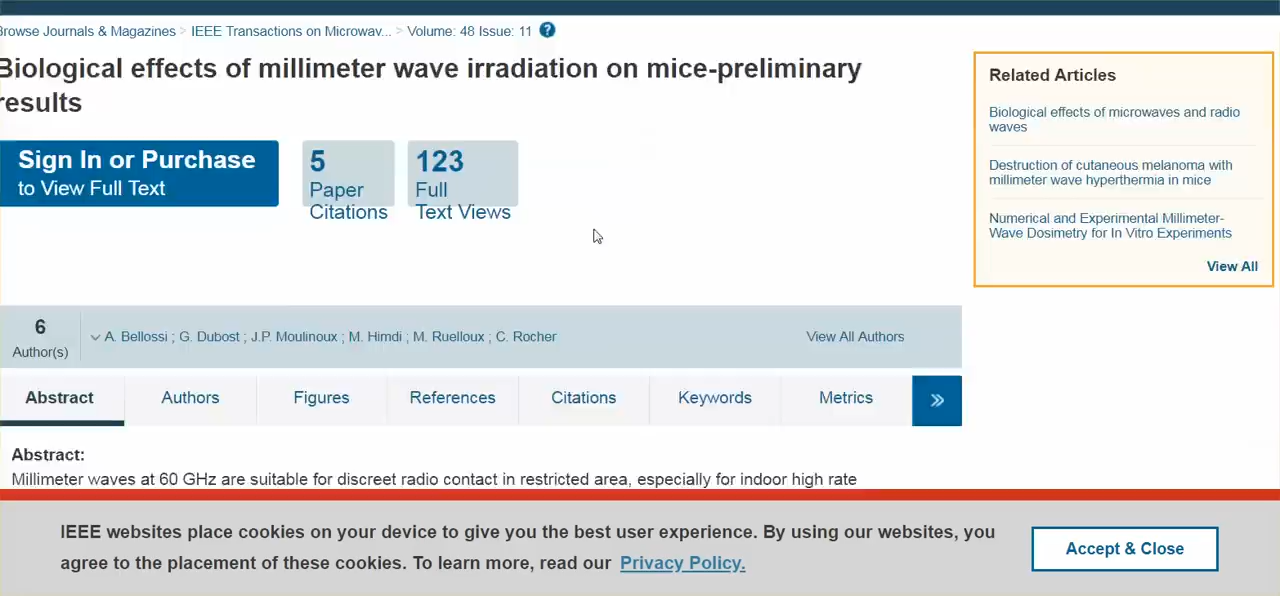 Browse Journals & Magazines > IEEE Transactions on Microwav... > Volume: 48 Issue: 11 ?
Biological effects of millimeter wave irradiation on mice-preliminary
results
Sign In or Purchase
to View Full Text
5
Paper
Citations
123
Full
Text Views
Related Articles
Biological effects of microwaves and radio
waves
Destruction of cutaneous melanoma with
millimeter wave hyperthermia in mice
Numerical and Experimental Millimeter-
Wave Dosimetry for In Vitro Experiments
View All
6
Author(s)
A. Bellossi ; G. Dubost ; J.P. Moulinoux ; M. Himdi ; M. Ruelloux ; C. Rocher
View All Authors
Abstract
Authors
Figures
References
Citations
Keywords
Metrics
»
Abstract:
Millimeter waves at 60 GHz are suitable for discreet radio contact in restricted area, especially for indoor high rate
IEEE websites place cookies on your device to give you the best user experience. By using our websites, you
agree to the placement of these cookies. To learn more, read our Privacy Policy.
Accept & Close